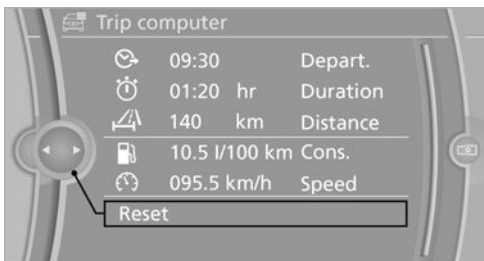 Trip computer
09:30 Depart.
01:20 hr Duration
140 km Distance
10.5 l/100 km Cons.
095.5 km/h Speed
Reset